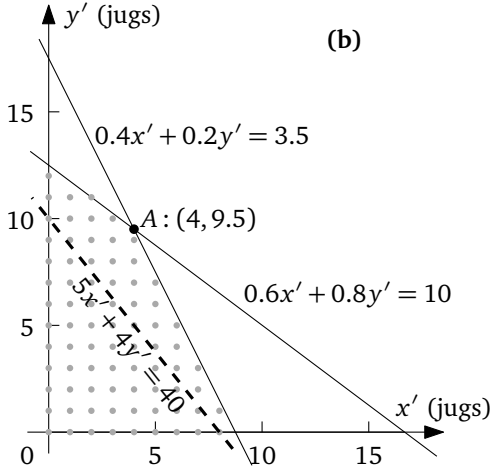 y′ (jugs)
(b)
15
0.4x′ + 0.2y′ = 3.5
10
A : (4, 9.5)
5x′ + 4y′ = 40
0.6x′ + 0.8y′ = 10
5
x′ (jugs)
0
5
10
15